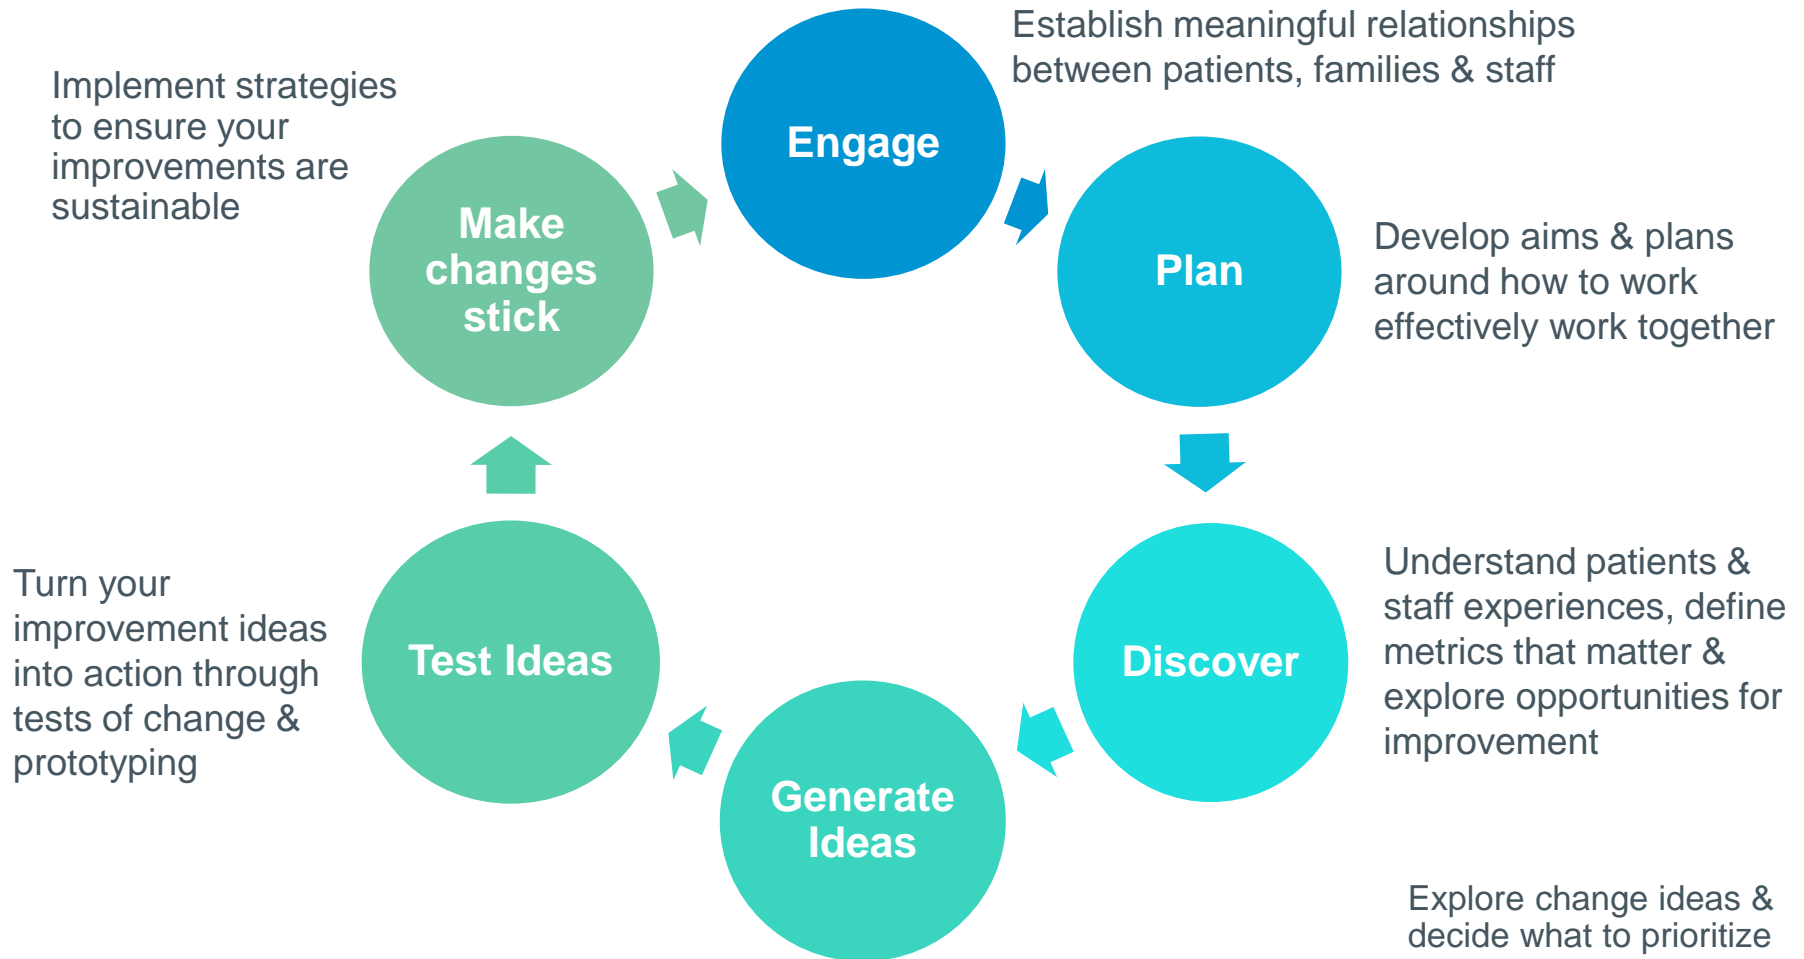 Engage
Establish meaningful relationships
between patients, families & staff
Plan
Develop aims & plans
around how to work
effectively work together
Discover
Understand patients &
staff experiences, define
metrics that matter &
explore opportunities for
improvement
Generate
Ideas
Explore change ideas &
decide what to prioritize
Test Ideas
Turn your
improvement ideas
into action through
tests of change &
prototyping
Make
changes
stick
Implement strategies
to ensure your
improvements are
sustainable